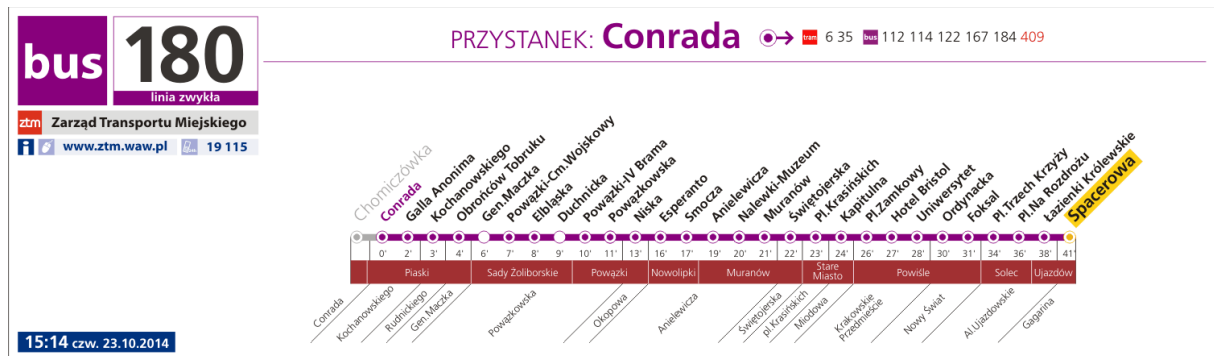 bus
180
linia zwykła
ztm Zarząd Transportu Miejskiego
i www.ztm.waw.pl 19 115
PRZYSTANEK: Conrada tram 6 35 bus 112 114 122 167 184 409
Chomiczówka
Conrada
Galla Anonima
Kochanowskiego
Obrońców Tobruku
Gen.Maczka
Powązki-Cm.Wojskowy
Elbląska
Duchnicka
Powązki-IV Brama
Powązkowska
Niska
Esperanto
Smocza
Anielewicza
Nalewki-Muzeum
Muranów
Świętojerska
Pl.Krasińskich
Kapitulna
Pl.Zamkowy
Hotel Bristol
Uniwersytet
Ordynacka
Foksal
Pl.Trzech Krzyży
Pl.Na Rozdrożu
Łazienki Królewskie
Spacerowa
0' 2' 3' 4' 6' 7' 8' 9' 10' 11' 13' 16' 17' 19' 20' 21' 22' 23' 24' 26' 27' 28' 30' 31' 34' 36' 38' 41'
Piaski
Sady Żoliborskie
Powązki
Nowolipki
Muranów
Stare
Miasto
Powiśle
Solec
Ujazdów
Conrada
Kochanowskiego
Rudnickiego
Gen.Maczka
Powązkowska
Okopowa
Anielewicza
Świętojerska
pl.Krasińskich
Miodowa
Krakowskie
Przedmieście
Nowy Świat
Al.Ujazdowskie
Gagarina
15:14 czw. 23.10.2014